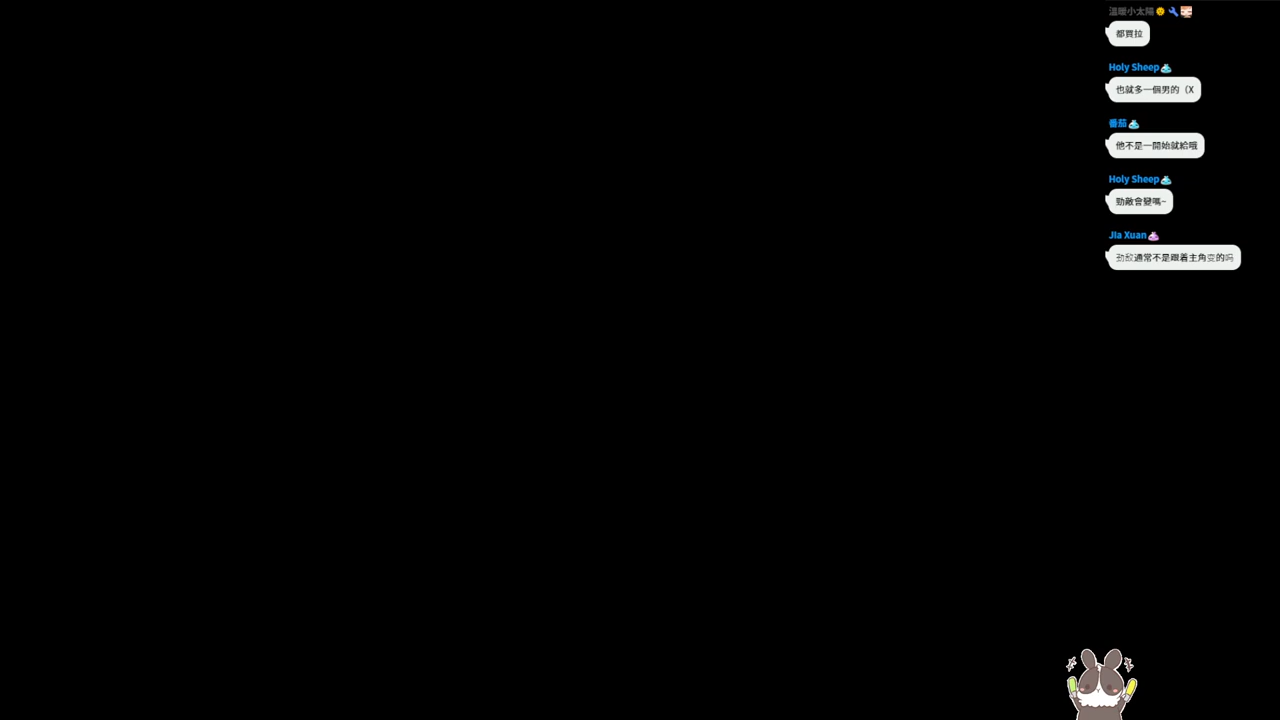 溫暖小太陽
都買拉
Holy Sheep
也就多一個男的（X
番茄
他不是一開始就給哦
Holy Sheep
勁敵會變嗎~
Jia Xuan
劲敌通常不是跟着主角变的吗